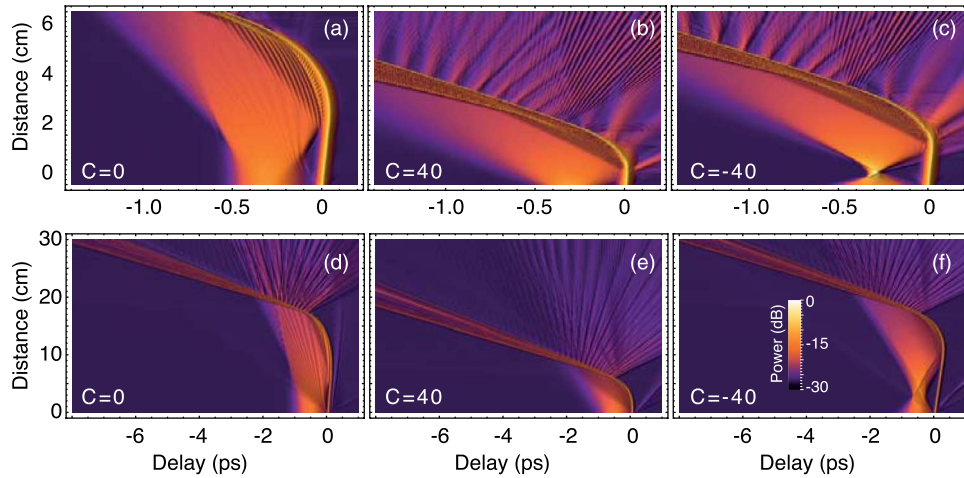 6
4
2
0
Distance (cm)
(a)
C=0
(b)
C=40
(c)
C=-40
-1.0 -0.5 0
-1.0 -0.5 0
-1.0 -0.5 0
30
20
10
0
Distance (cm)
(d)
C=0
(e)
C=40
(f)
C=-40
Power (dB)
0
-15
-30
-6 -4 -2 0
-6 -4 -2 0
-6 -4 -2 0
Delay (ps)
Delay (ps)
Delay (ps)